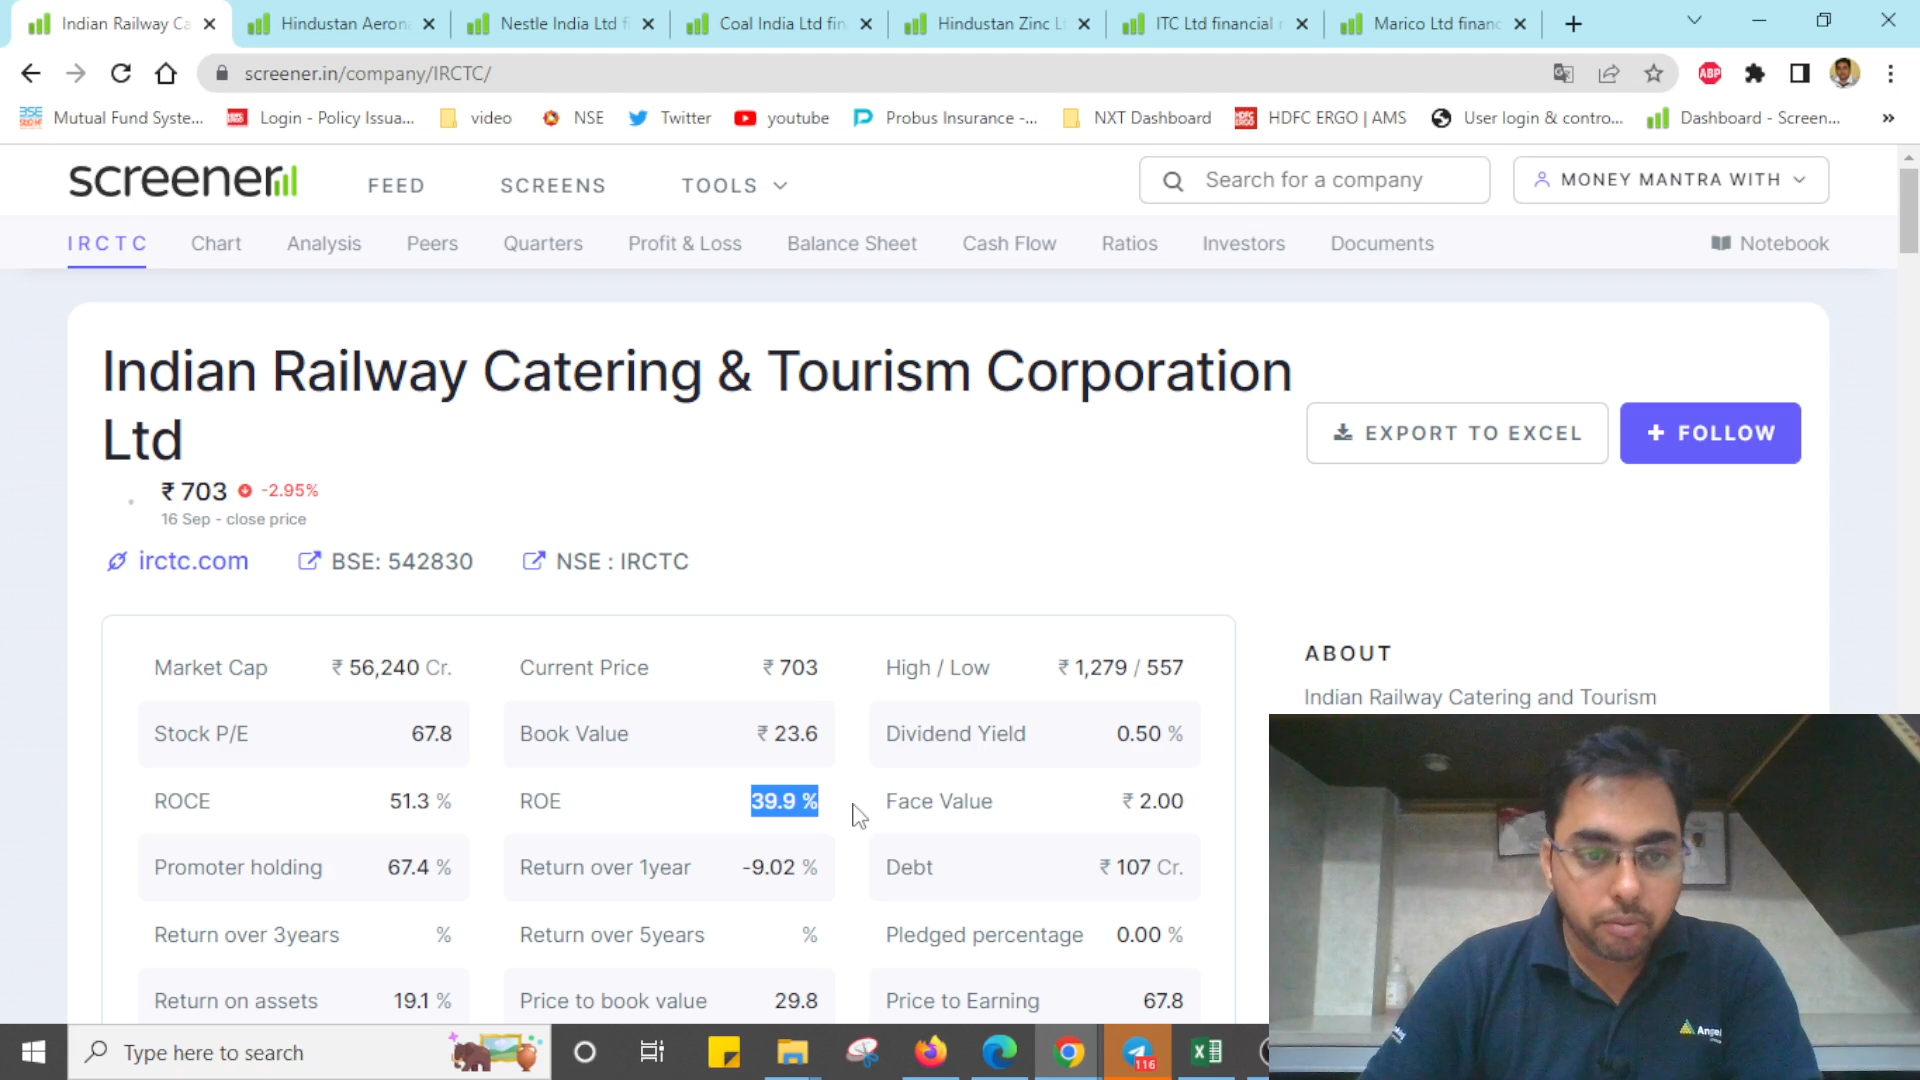 Indian Railway Ca
Hindustan Aeron
Nestle India Ltd fi
Coal India Ltd fin
Hindustan Zinc L
ITC Ltd financial r
Marico Ltd financ
screener.in/company/IRCTC/
ABP
Mutual Fund Syste...
Login - Policy Issua...
video
NSE
Twitter
youtube
Probus Insurance -...
NXT Dashboard
HDFC ERGO | AMS
User login & contro...
Dashboard - Screen...
»
screener
FEED
SCREENS
TOOLS
Search for a company
MONEY MANTRA WITH
IRCTC
Chart
Analysis
Peers
Quarters
Profit & Loss
Balance Sheet
Cash Flow
Ratios
Investors
Documents
Notebook
Indian Railway Catering & Tourism Corporation
Ltd
EXPORT TO EXCEL
+ FOLLOW
₹ 703 -2.95%
16 Sep - close price
irctc.com
BSE: 542830
NSE : IRCTC
Market Cap ₹ 56,240 Cr.
Current Price ₹ 703
High / Low ₹ 1,279 / 557
Stock P/E 67.8
Book Value ₹ 23.6
Dividend Yield 0.50 %
ROCE 51.3 %
ROE 39.9 %
Face Value ₹ 2.00
Promoter holding 67.4 %
Return over 1year -9.02 %
Debt ₹ 107 Cr.
Return over 3years %
Return over 5years %
Pledged percentage 0.00 %
Return on assets 19.1 %
Price to book value 29.8
Price to Earning 67.8
ABOUT
Indian Railway Catering and Tourism
Angel
Type here to search
116